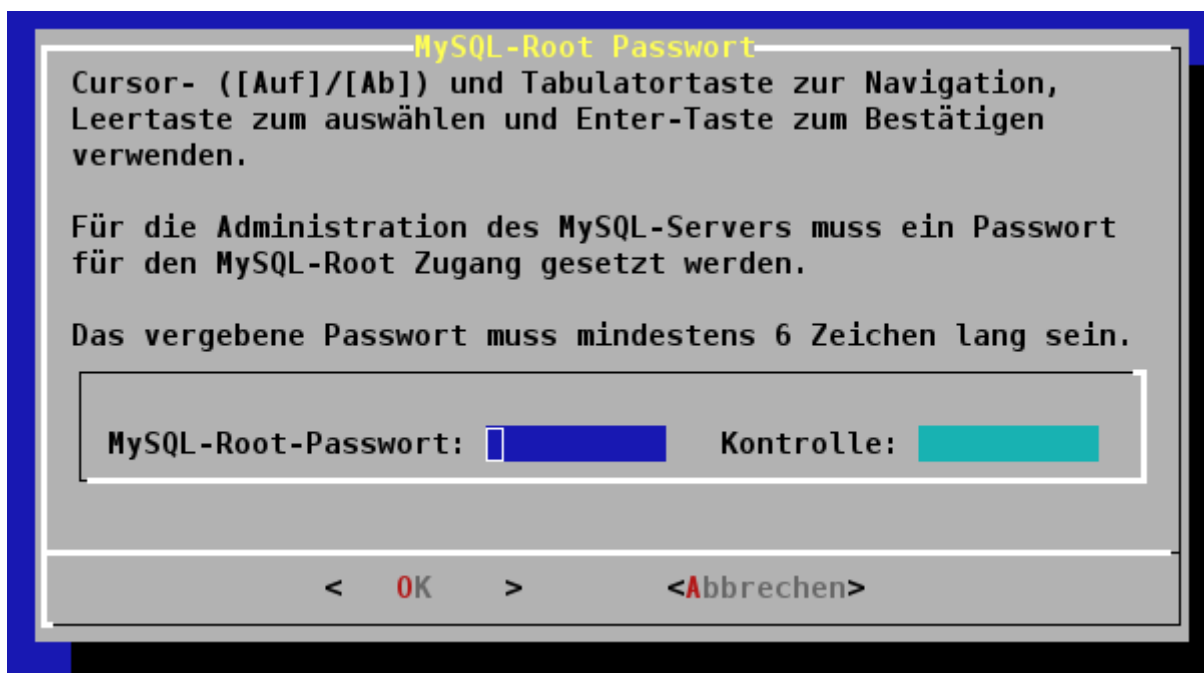 MySQL-Root Passwort
Cursor- ([Auf]/[Ab]) und Tabulatortaste zur Navigation,
Leertaste zum auswählen und Enter-Taste zum Bestätigen
verwenden.
Für die Administration des MySQL-Servers muss ein Passwort
für den MySQL-Root Zugang gesetzt werden.
Das vergebene Passwort muss mindestens 6 Zeichen lang sein.
MySQL-Root-Passwort: Kontrolle:
< OK > <Abbrechen>